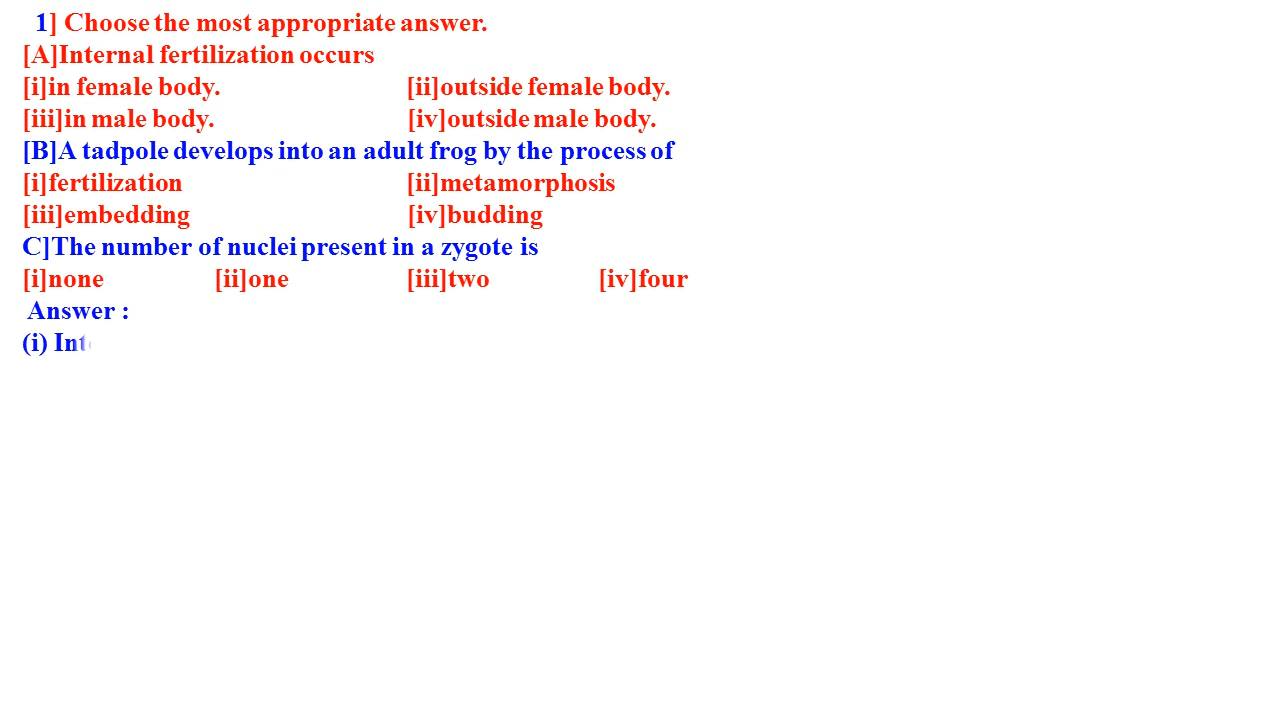 1] Choose the most appropriate answer.
[A]Internal fertilization occurs
[i]in female body. [ii]outside female body.
[iii]in male body. [iv]outside male body.
[B]A tadpole develops into an adult frog by the process of
[i]fertilization [ii]metamorphosis
[iii]embedding [iv]budding
C]The number of nuclei present in a zygote is
[i]none [ii]one [iii]two [iv]four
Answer :
(i) Int